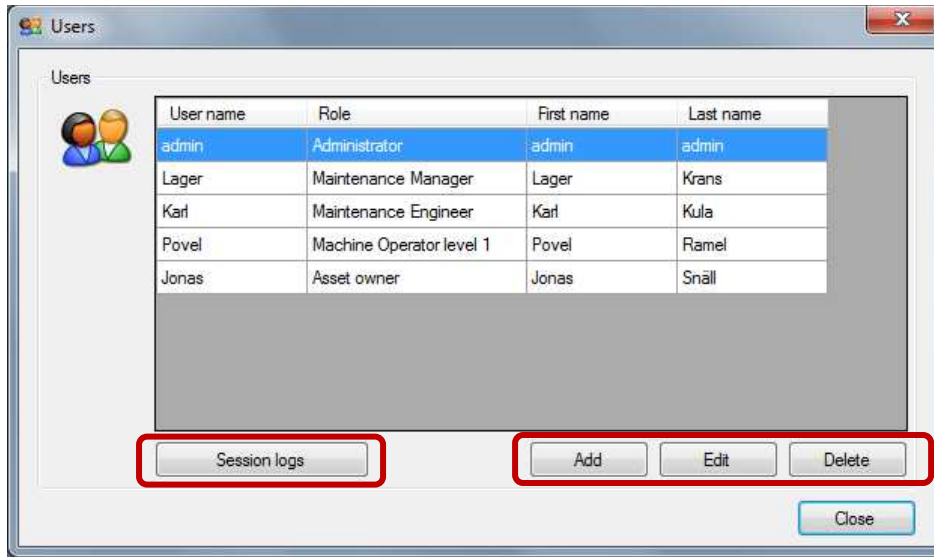 Users
Users
User name Role First name Last name
admin Administrator admin admin
Lager Maintenance Manager Lager Krans
Karl Maintenance Engineer Karl Kula
Povel Machine Operator level 1 Povel Ramel
Jonas Asset owner Jonas Snäll
Session logs Add Edit Delete
Close